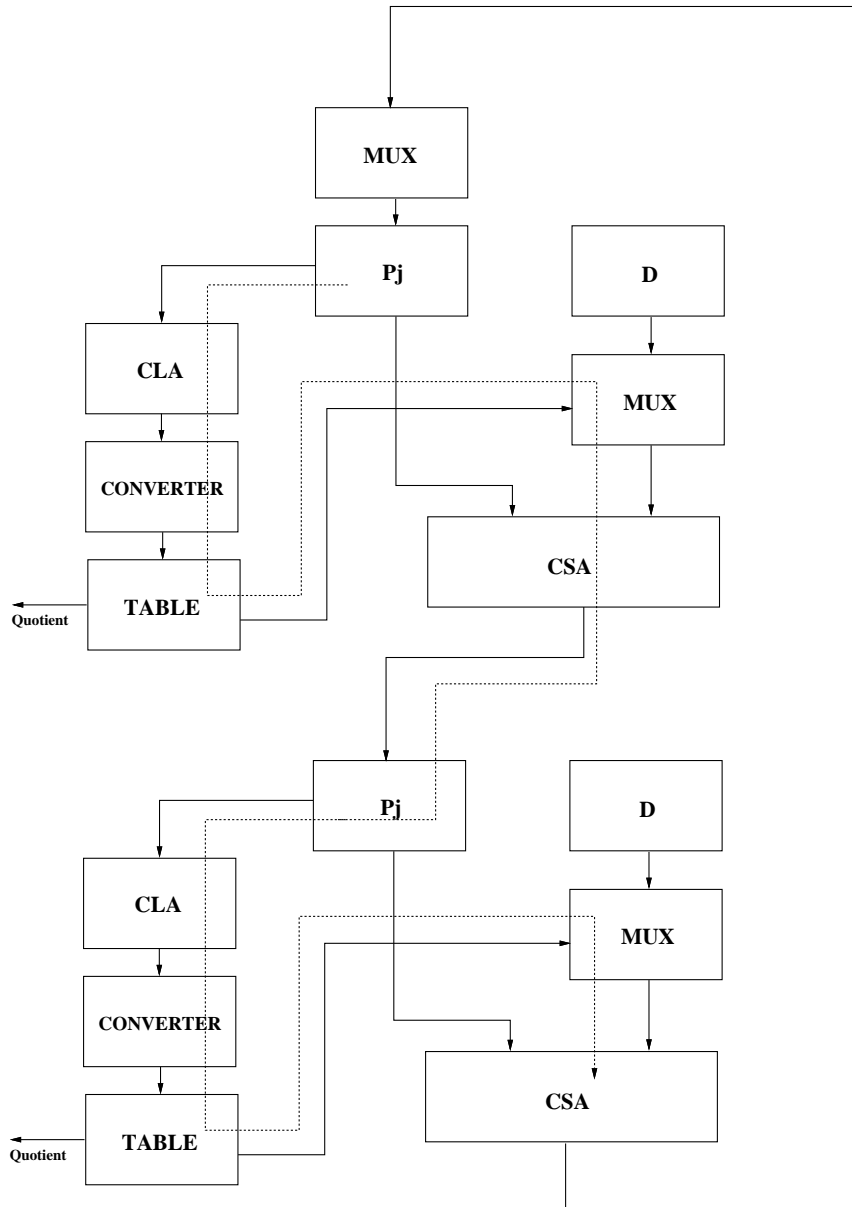 MUX
Pj
D
CLA
MUX
CONVERTER
CSA
TABLE
Quotient
Pj
D
CLA
MUX
CONVERTER
CSA
TABLE
Quotient